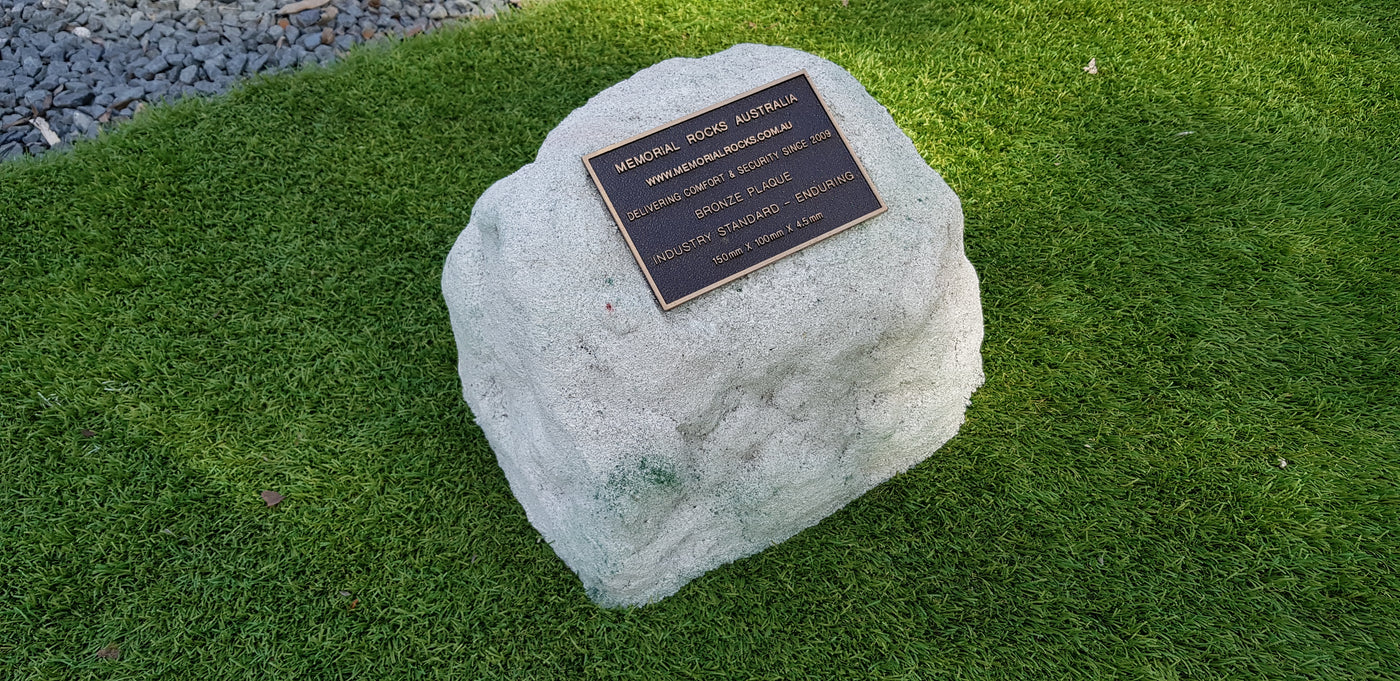 MEMORIAL ROCKS AUSTRALIA
WWW.MEMORIALROCKS.COM.AU
DELIVERING COMFORT & SECURITY SINCE 2009
BRONZE PLAQUE
INDUSTRY STANDARD - ENDURING
150mm X 100mm X 4.5mm